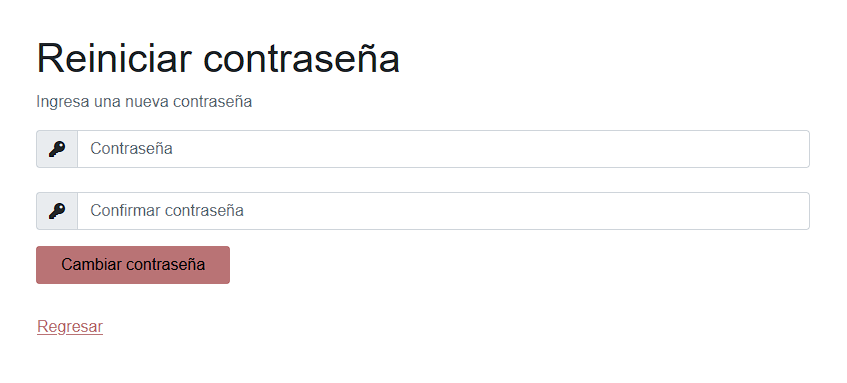 Reiniciar contraseña
Ingresa una nueva contraseña
Contraseña
Confirmar contraseña
Cambiar contraseña
Regresar